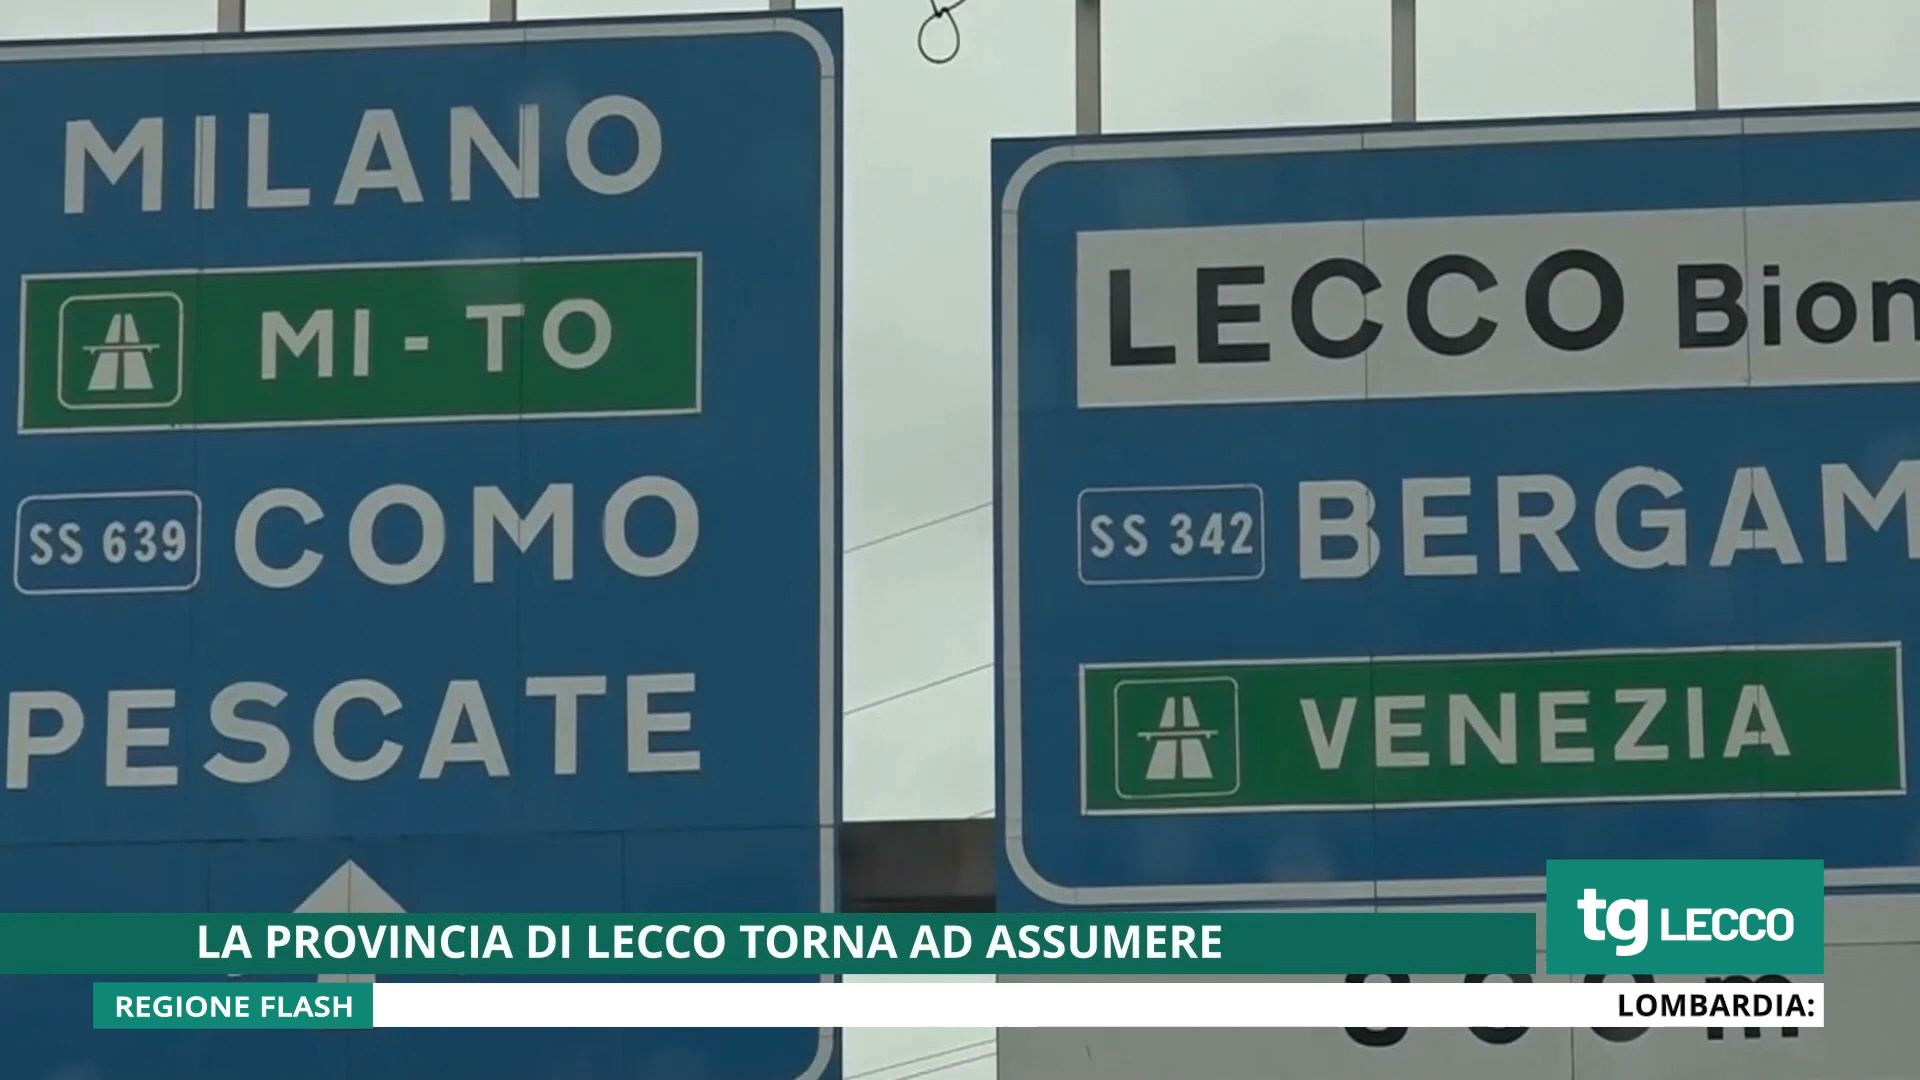 MILANO
MI - TO
SS 639 COMO
PESCATE
LECCO Bion
SS 342 BERGAM
VENEZIA
LA PROVINCIA DI LECCO TORNA AD ASSUMERE
tg LECCO
REGIONE FLASH
LOMBARDIA: